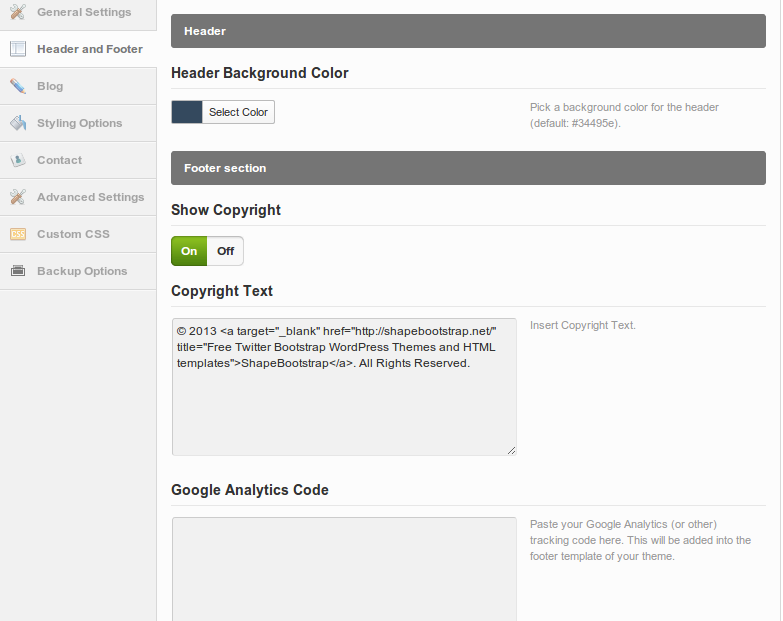 General Settings
Header and Footer
Blog
Styling Options
Contact
Advanced Settings
CSS
Custom CSS
Backup Options
Header
Header Background Color
Select Color
Pick a background color for the header
(default: #34495e).
Footer section
Show Copyright
On Off
Copyright Text
© 2013 <a target="_blank" href="http://shapebootstrap.net/"
title="Free Twitter Bootstrap WordPress Themes and HTML
templates">ShapeBootstrap</a>. All Rights Reserved.
Insert Copyright Text.
Google Analytics Code
Paste your Google Analytics (or other)
tracking code here. This will be added into the
footer template of your theme.